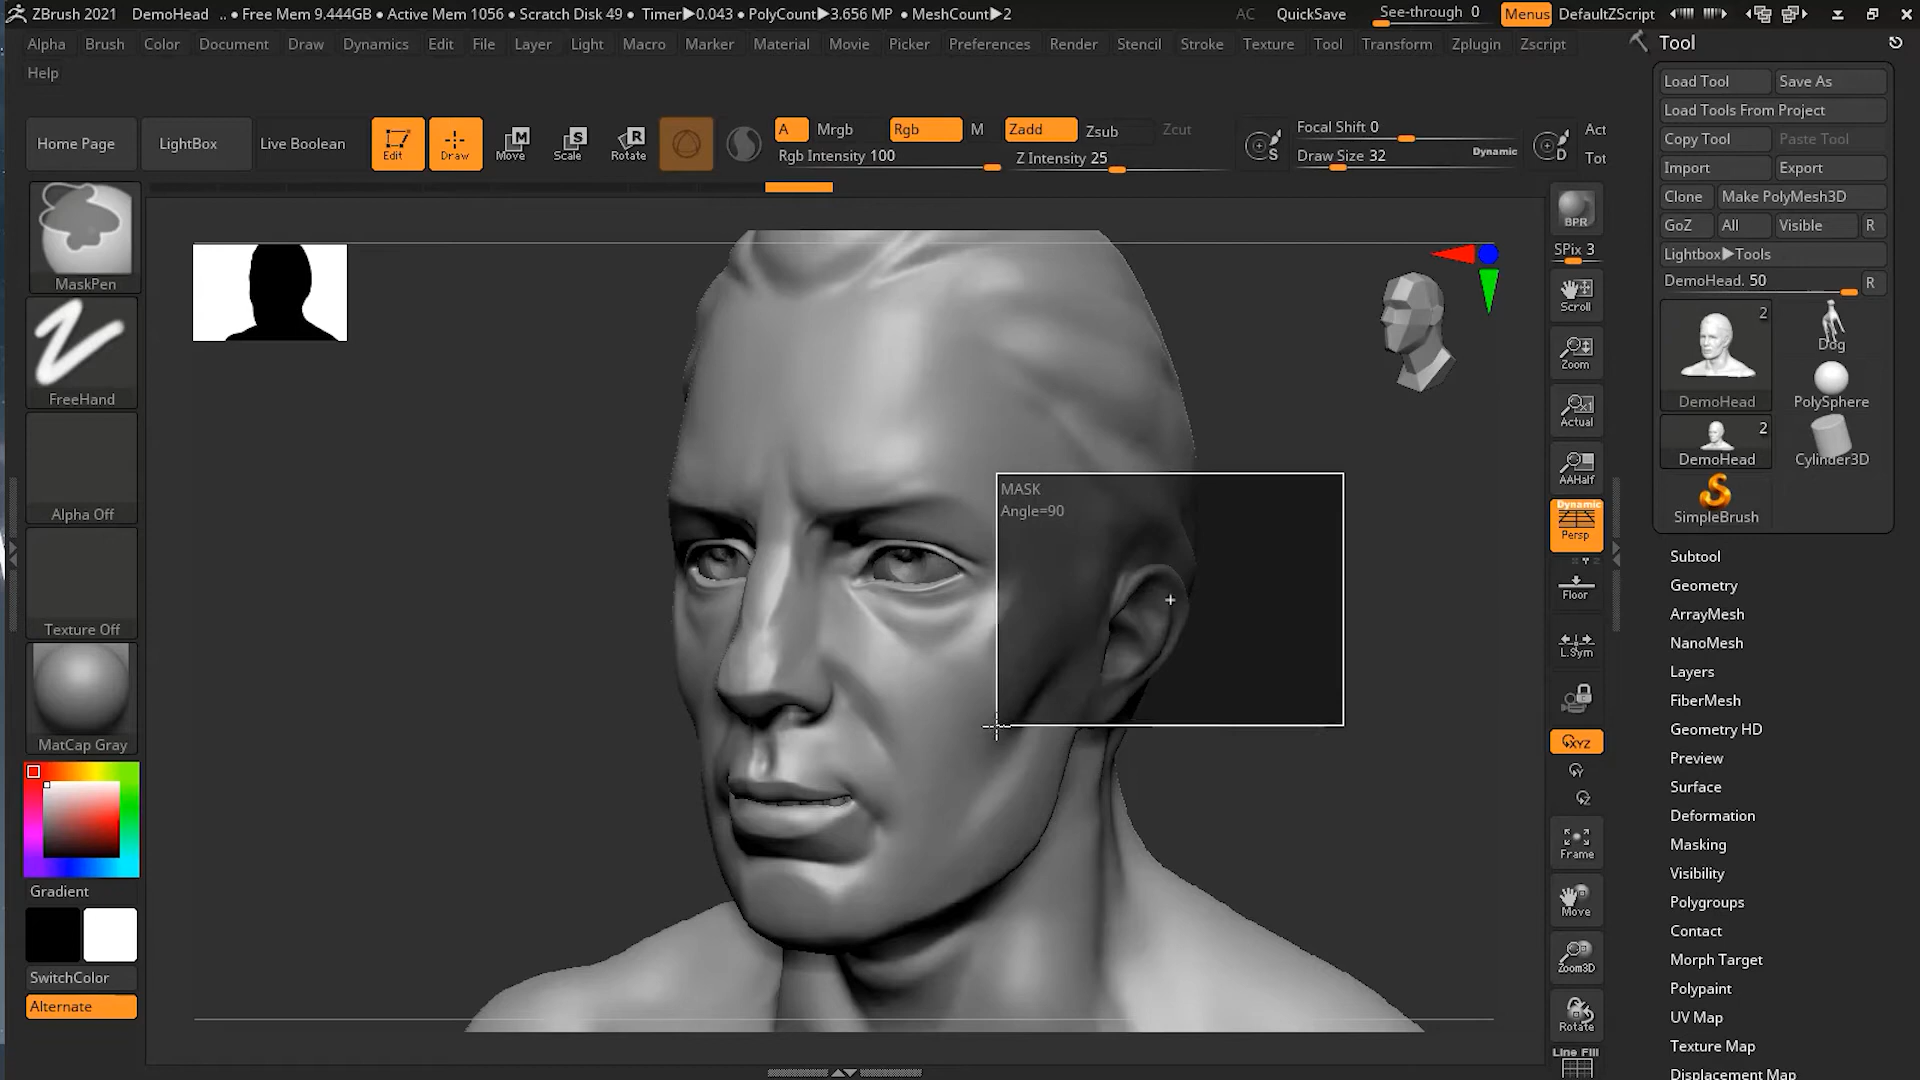 ZBrush 2021 DemoHead .. • Free Mem 9.444GB • Active Mem 1056 • Scratch Disk 49 • Timer▶0.043 • PolyCount▶3.656 MP • MeshCount▶2 AC QuickSave See-through 0 Menus DefaultZScript
Alpha Brush Color Document Draw Dynamics Edit File Layer Light Macro Marker Material Movie Picker Preferences Render Stencil Stroke Texture Tool Transform Zplugin Zscript
Help
Home Page LightBox Live Boolean Edit Draw Move Scale Rotate
M S R
A Mrgb Rgb M Zadd Zsub Zcut
Rgb Intensity 100 Z Intensity 25
S Focal Shift 0
Draw Size 32 Dynamic
D Act
Tot
MaskPen
FreeHand
Alpha Off
Texture Off
MatCap Gray
Gradient
SwitchColor
Alternate
MASK
Angle=90
BPR
SPix 3
Scroll
Zoom
Actual
AAHalf
Dynamic
Persp
Floor
L.Sym
XYZ
Y
Z
Frame
Move
Zoom3D
Rotate
Line Fill
Tool
Load Tool Save As
Load Tools From Project
Copy Tool Paste Tool
Import Export
Clone Make PolyMesh3D
GoZ All Visible R
Lightbox▶Tools
DemoHead. 50 R
2 Dog
DemoHead PolySphere
2
DemoHead Cylinder3D
SimpleBrush
Subtool
Geometry
ArrayMesh
NanoMesh
Layers
FiberMesh
Geometry HD
Preview
Surface
Deformation
Masking
Visibility
Polygroups
Contact
Morph Target
Polypaint
UV Map
Texture Map
Displacement Map